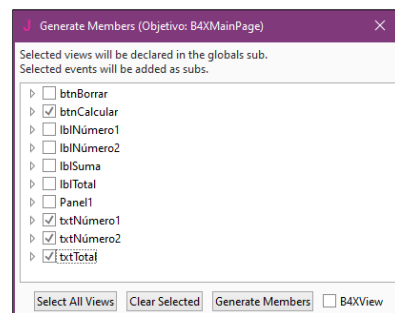 Generate Members (Objetivo: B4XMainPage)
Selected views will be declared in the globals sub.
Selected events will be added as subs.
btnBorrar
btnCalcular
lblNúmero1
lblNúmero2
lblSuma
lblTotal
Panel1
txtNúmero1
txtNúmero2
txtTotal
Select All Views Clear Selected Generate Members B4XView